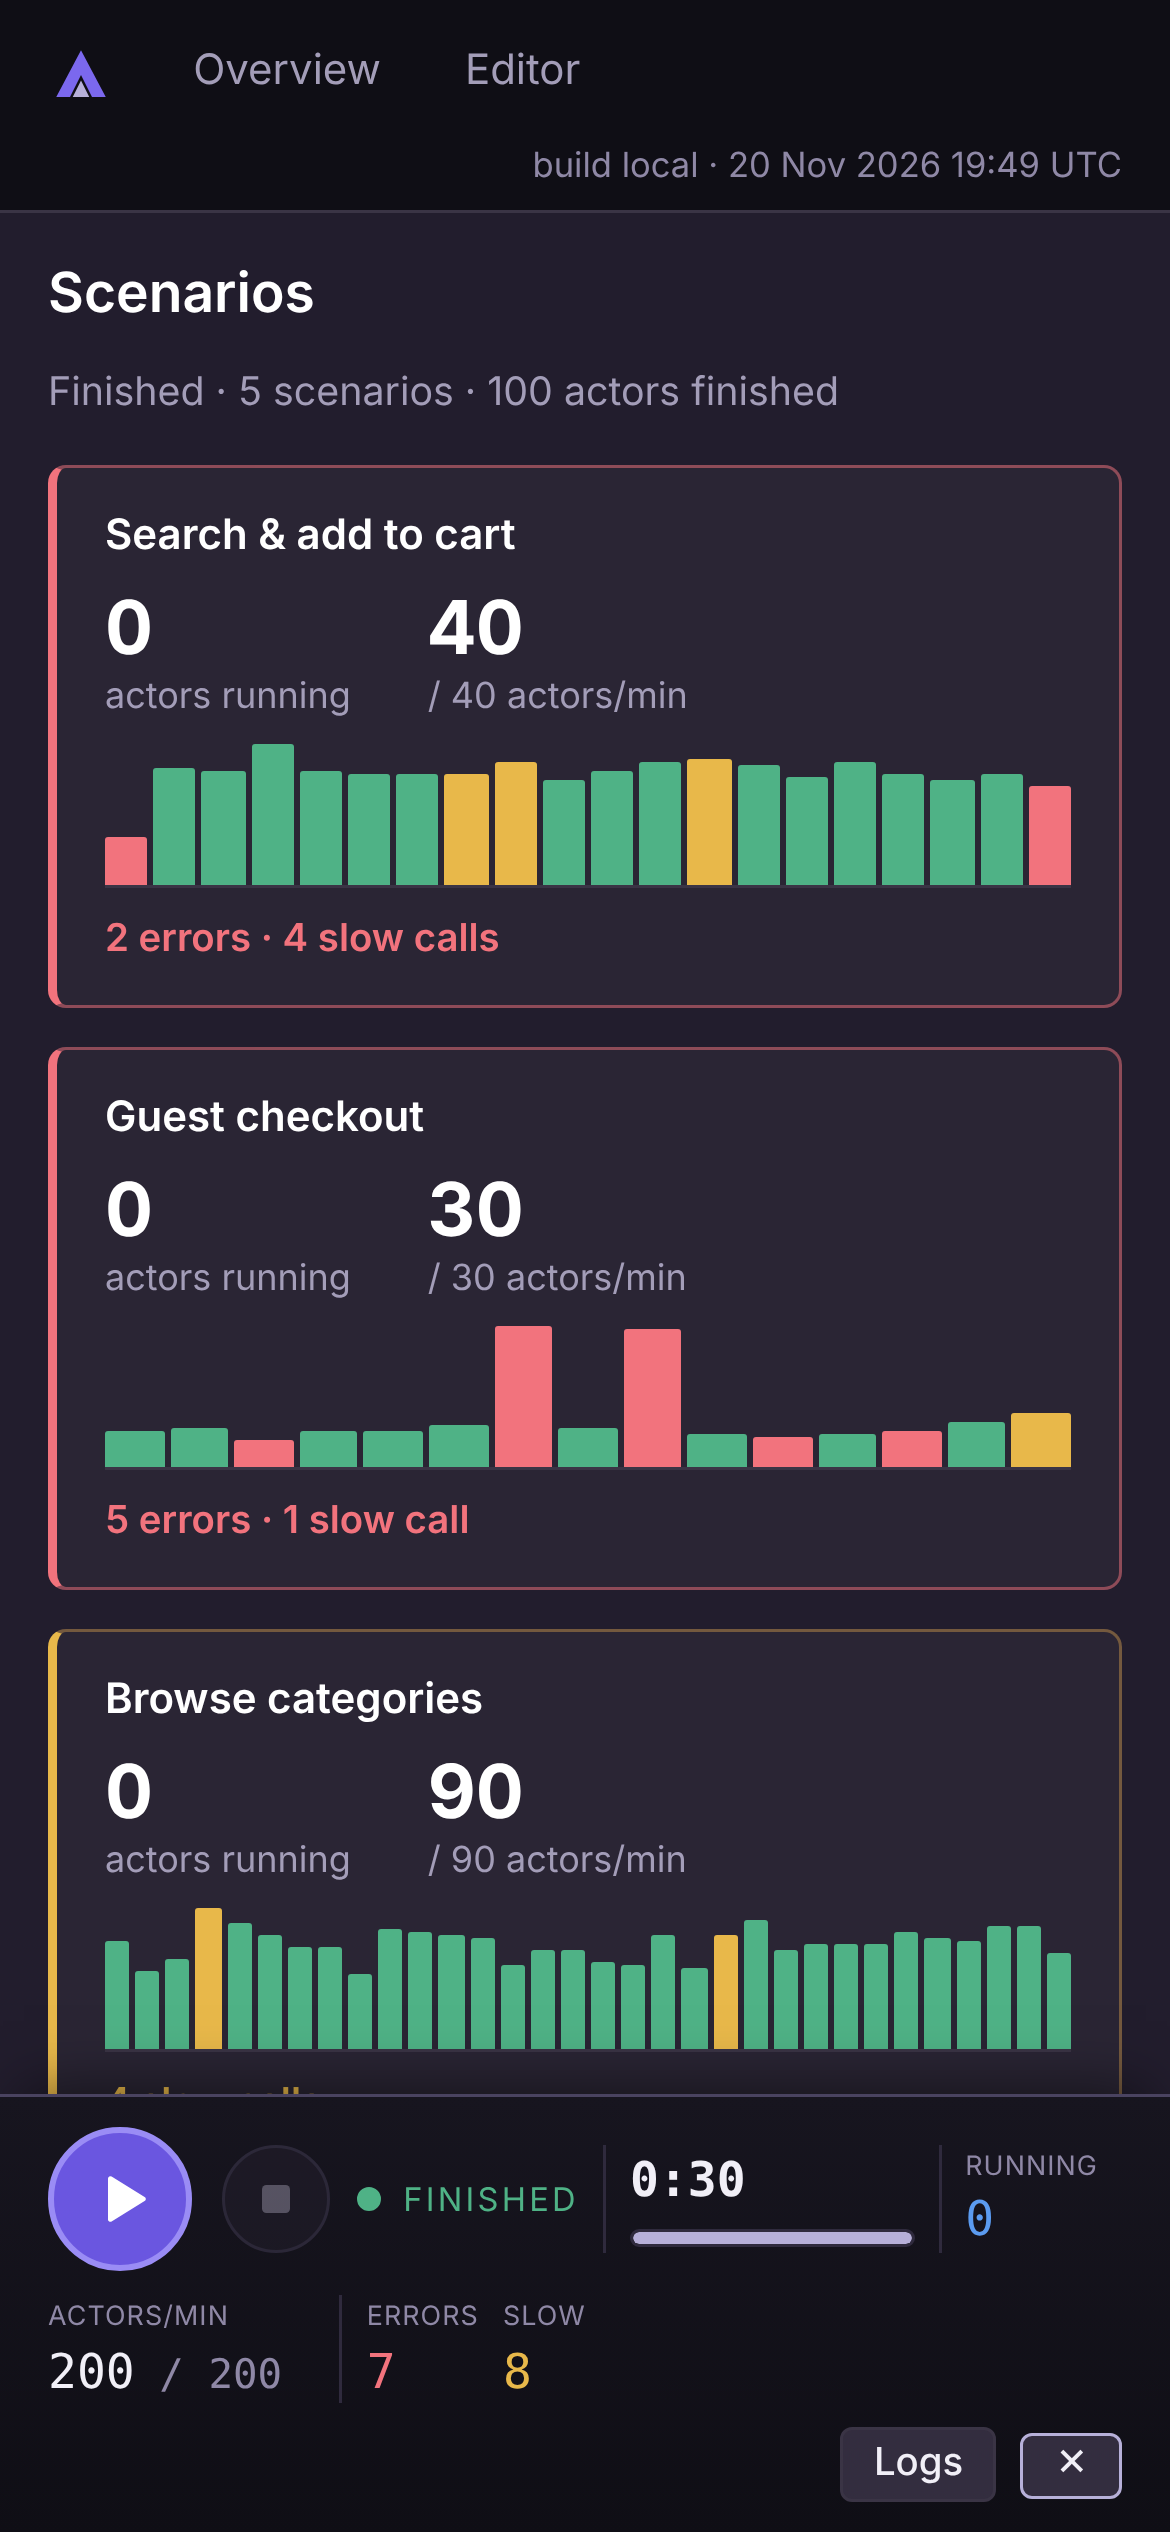 Overview Editor
build local · 20 Nov 2026 19:49 UTC
Scenarios
Finished · 5 scenarios · 100 actors finished
Search & add to cart
0 40
actors running / 40 actors/min
2 errors · 4 slow calls
Guest checkout
0 30
actors running / 30 actors/min
5 errors · 1 slow call
Browse categories
0 90
actors running / 90 actors/min
FINISHED
0:30
RUNNING
0
ACTORS/MIN
200 / 200
ERRORS SLOW
7 8
Logs ✕